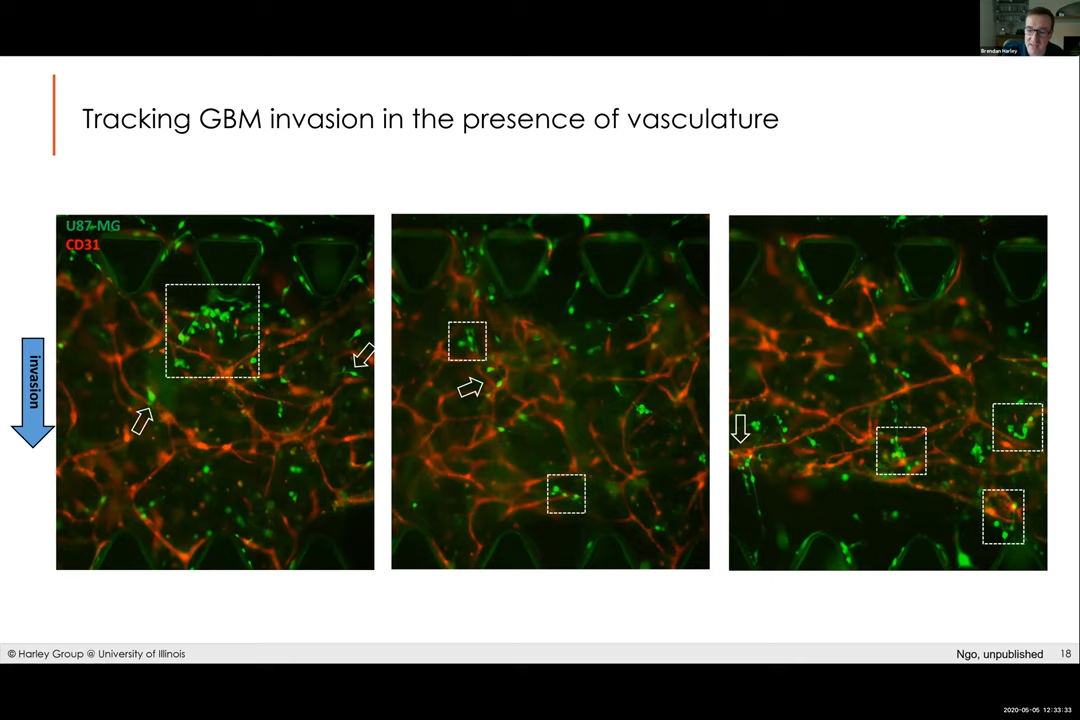 Brendan Harley
Tracking GBM invasion in the presence of vasculature
U87-MG
CD31
invasion
© Harley Group @ University of Illinois
Ngo, unpublished 18
2020-05-05 12:33:33